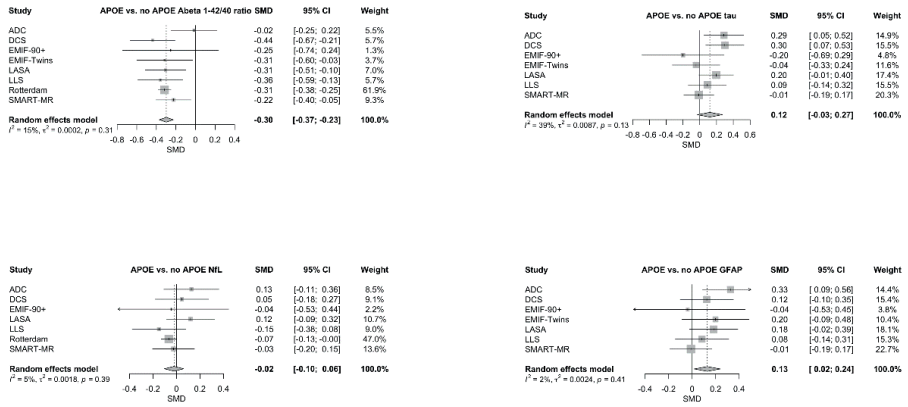 Study APOE vs. no APOE Abeta 1-42/40 ratio SMD 95% CI Weight
ADC -0.02 [-0.25; 0.22] 5.5%
DCS -0.44 [-0.67; -0.21] 5.7%
EMIF-90+ -0.25 [-0.74; 0.24] 1.3%
EMIF-Twins -0.31 [-0.60; -0.03] 3.7%
LASA -0.31 [-0.51; -0.10] 7.0%
LLS -0.36 [-0.59; -0.13] 5.7%
Rotterdam -0.31 [-0.38; -0.25] 61.9%
SMART-MR -0.22 [-0.40; -0.05] 9.3%
Random effects model -0.30 [-0.37; -0.23] 100.0%
I² = 15%, τ² = 0.0002, p = 0.31
-0.8 -0.6 -0.4 -0.2 0 0.2 0.4
SMD
Study APOE vs. no APOE tau SMD 95% CI Weight
ADC 0.29 [ 0.05; 0.52] 14.9%
DCS 0.30 [ 0.07; 0.53] 15.5%
EMIF-90+ -0.20 [-0.69; 0.29] 4.8%
EMIF-Twins -0.04 [-0.33; 0.24] 11.6%
LASA 0.20 [-0.01; 0.40] 17.4%
LLS 0.09 [-0.14; 0.32] 15.5%
SMART-MR -0.01 [-0.19; 0.17] 20.3%
Random effects model 0.12 [-0.03; 0.27] 100.0%
I² = 39%, τ² = 0.0087, p = 0.13
-0.6 -0.4 -0.2 0 0.2 0.4 0.6
SMD
Study APOE vs. no APOE NfL SMD 95% CI Weight
ADC 0.13 [-0.11; 0.36] 8.5%
DCS 0.05 [-0.18; 0.27] 9.1%
EMIF-90+ -0.04 [-0.53; 0.44] 2.2%
LASA 0.12 [-0.09; 0.32] 10.7%
LLS -0.15 [-0.38; 0.08] 9.0%
Rotterdam -0.07 [-0.13; -0.00] 47.0%
SMART-MR -0.03 [-0.20; 0.15] 13.6%
Random effects model -0.02 [-0.10; 0.06] 100.0%
I² = 5%, τ² = 0.0018, p = 0.39
-0.4 -0.2 0 0.2 0.4
SMD
Study APOE vs. no APOE GFAP SMD 95% CI Weight
ADC 0.33 [ 0.09; 0.56] 14.4%
DCS 0.12 [-0.10; 0.35] 15.4%
EMIF-90+ -0.04 [-0.53; 0.45] 3.8%
EMIF-Twins 0.20 [-0.09; 0.48] 10.4%
LASA 0.18 [-0.02; 0.39] 18.1%
LLS 0.08 [-0.14; 0.31] 15.3%
SMART-MR -0.01 [-0.19; 0.17] 22.7%
Random effects model 0.13 [ 0.02; 0.24] 100.0%
I² = 2%, τ² = 0.0024, p = 0.41
-0.4 -0.2 0 0.2 0.4
SMD